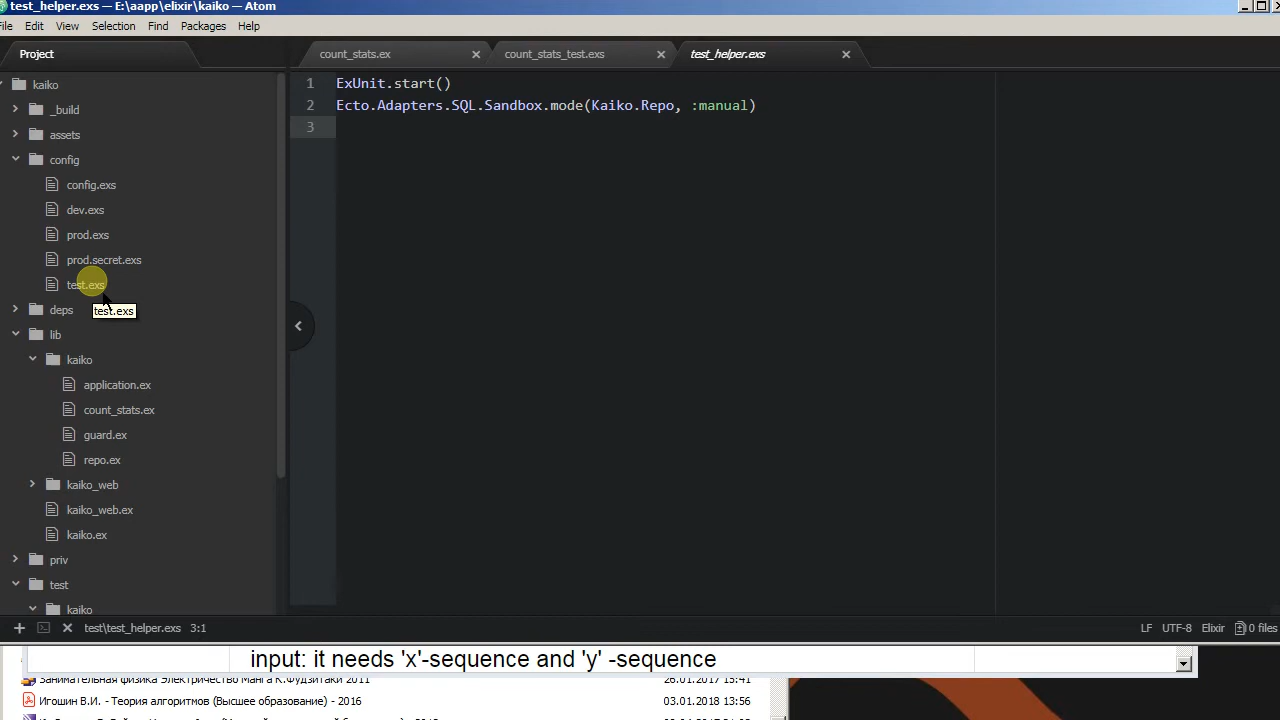 test_helper.exs — E:\aapp\elixir\kaiko — Atom
File Edit View Selection Find Packages Help
Project
count_stats.ex
count_stats_test.exs
test_helper.exs
kaiko
_build
assets
config
config.exs
dev.exs
prod.exs
prod.secret.exs
test.exs
test.exs
deps
lib
kaiko
application.ex
count_stats.ex
guard.ex
repo.ex
kaiko_web
kaiko_web.ex
kaiko.ex
priv
test
kaiko
1 ExUnit.start()
2 Ecto.Adapters.SQL.Sandbox.mode(Kaiko.Repo, :manual)
3
test\test_helper.exs 3:1
LF UTF-8 Elixir 0 files
input: it needs 'x'-sequence and 'y' -sequence
Занимательная физика Электричество Манга К.Фудзитаки 2011 26.01.2017 15:41
Игошин В.И. - Теория алгоритмов (Высшее образование) - 2016 03.01.2018 13:56